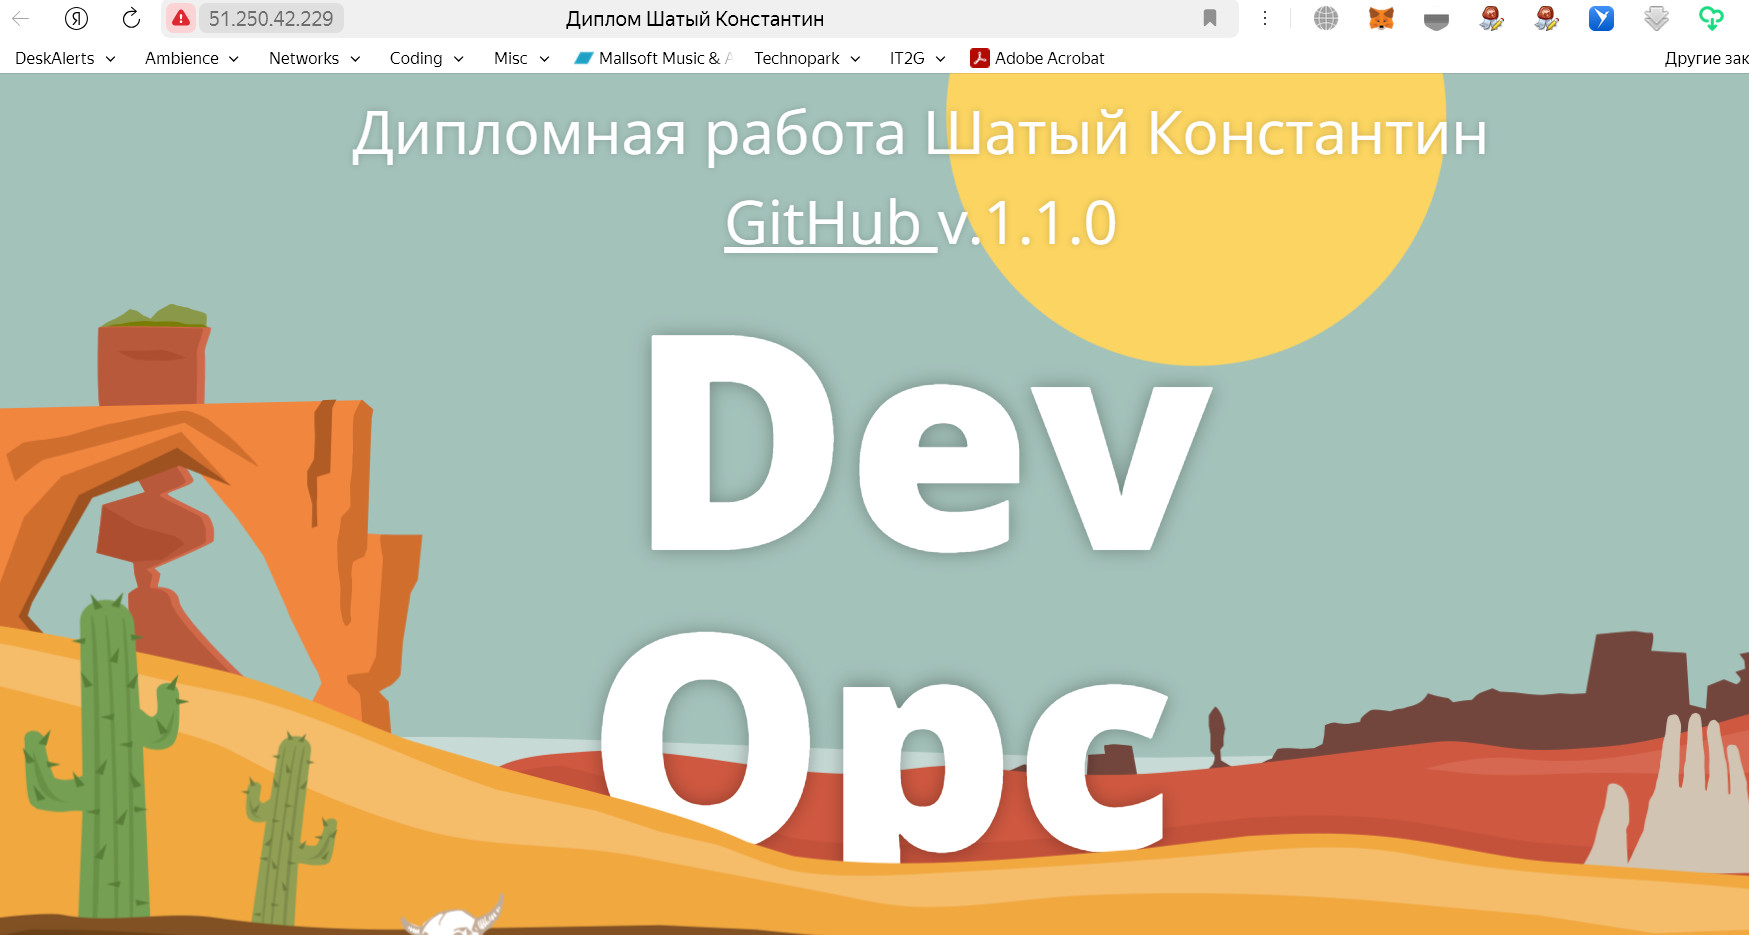 51.250.42.229 Диплом Шатый Константин
DeskAlerts Ambience Networks Coding Misc Mallsoft Music & Technopark IT2G Adobe Acrobat Другие зак
Дипломная работа Шатый Константин
GitHub v.1.1.0
Dev
Opc